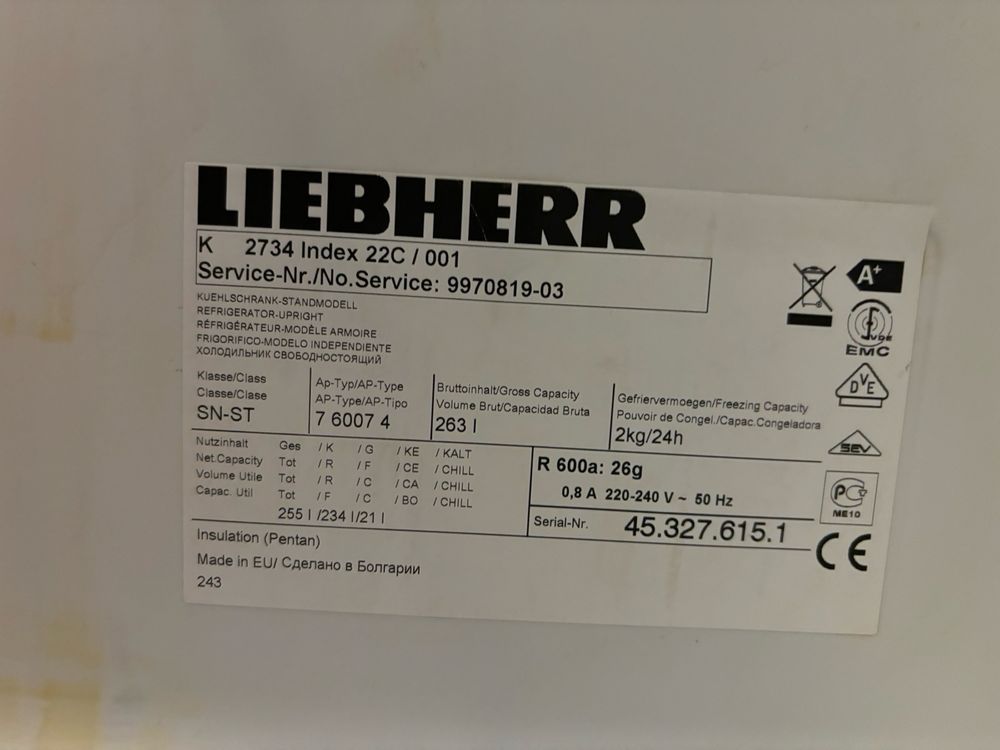 LIEBHERR
K 2734 Index 22C / 001
Service-Nr./No.Service: 9970819-03
KUEHLSCHRANK-STANDMODELL
REFRIGERATOR-UPRIGHT
RÉFRIGÉRATEUR-MODÈLE ARMOIRE
FRIGORIFICO-MODELO INDEPENDIENTE
ХОЛОДИЛЬНИК СВОБОДНОСТОЯЩИЙ
A+
VDE
EMC
DVE
SEV
PC
ME10
CE
Klasse/Class
Classe/Clase
SN-ST
Ap-Typ/AP-Type
AP-Type/AP-Tipo
7 6007 4
Bruttoinhalt/Gross Capacity
Volume Brut/Capacidad Bruta
263 l
Gefriervermoegen/Freezing Capacity
Pouvoir de Congel./Capac.Congeladora
2kg/24h
Nutzinhalt Ges / K / G / KE / KALT
Net.Capacity Tot / R / F / CE / CHILL
Volume Utile Tot / R / C / CA / CHILL
Capac. Util Tot / F / C / BO / CHILL
255 l /234 l /21 l
R 600a: 26g
0,8 A 220-240 V ~ 50 Hz
Serial-Nr. 45.327.615.1
Insulation (Pentan)
Made in EU/ Сделано в Болгарии
243